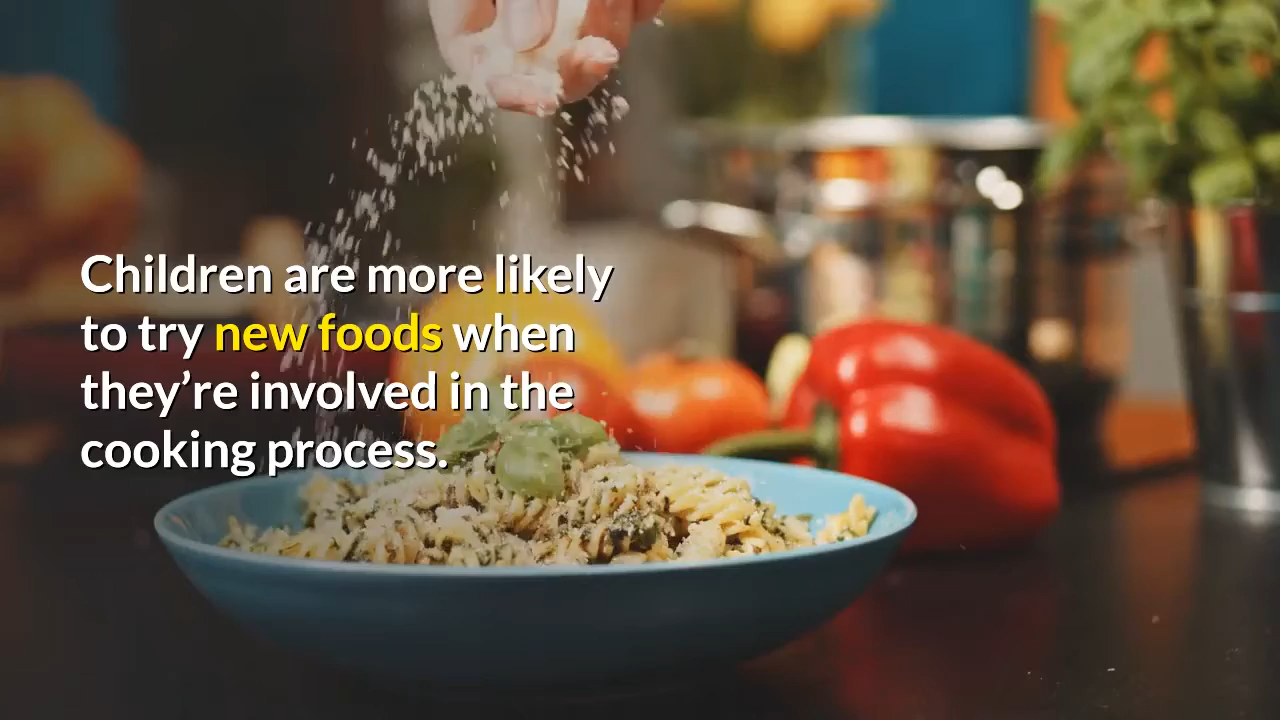 Children are more likely
to try new foods when
they’re involved in the
cooking process.